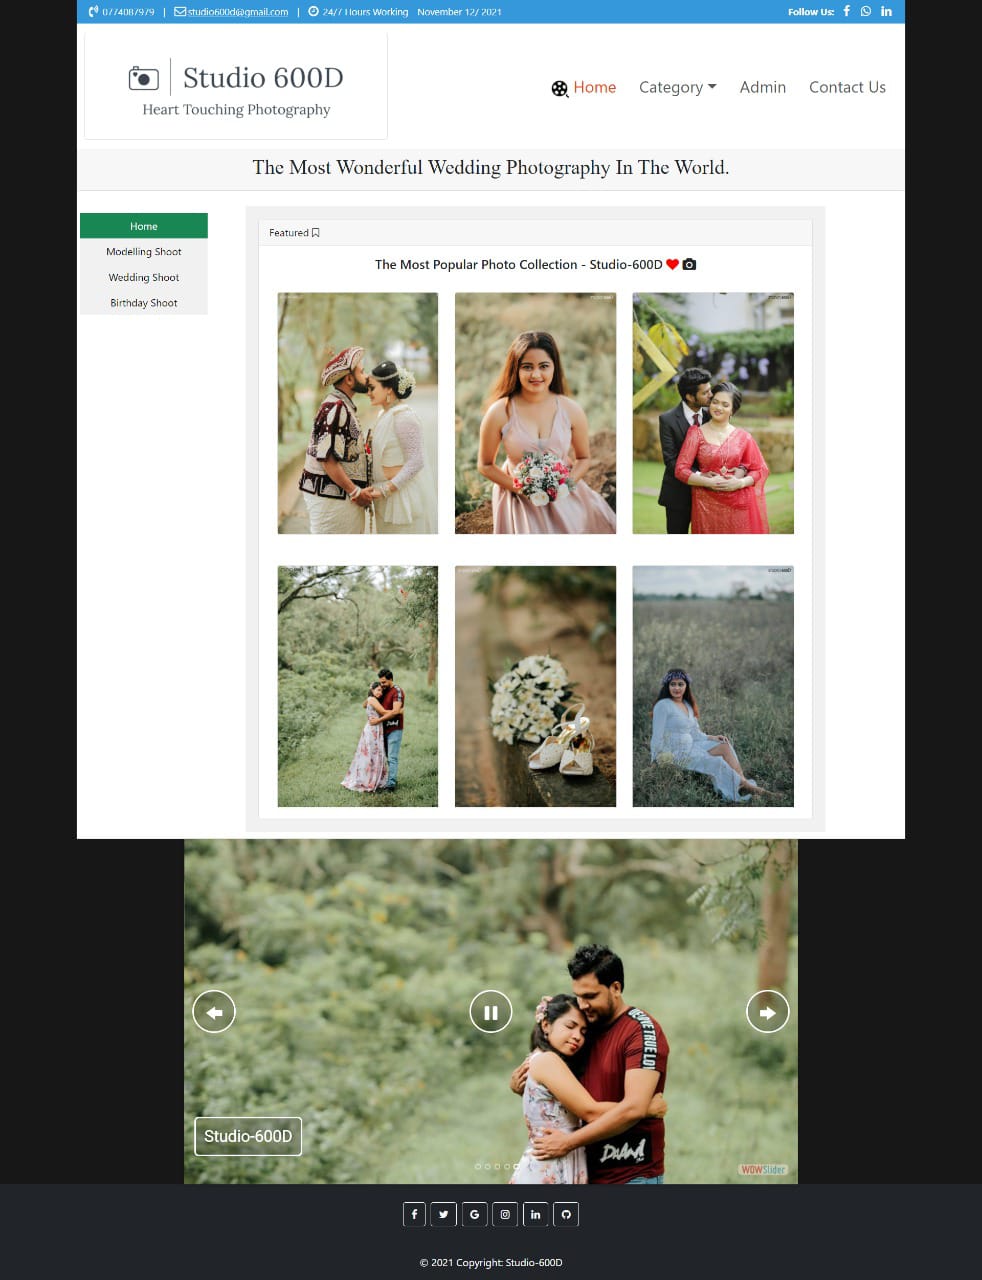 0774087979 | studio600d@gmail.com | 24/7 Hours Working November 12/ 2021 Follow Us:
Studio 600D
Heart Touching Photography
Home Category Admin Contact Us
The Most Wonderful Wedding Photography In The World.
Home
Modelling Shoot
Wedding Shoot
Birthday Shoot
Featured
The Most Popular Photo Collection - Studio-600D
Studio-600D
WOWSlider
© 2021 Copyright: Studio-600D